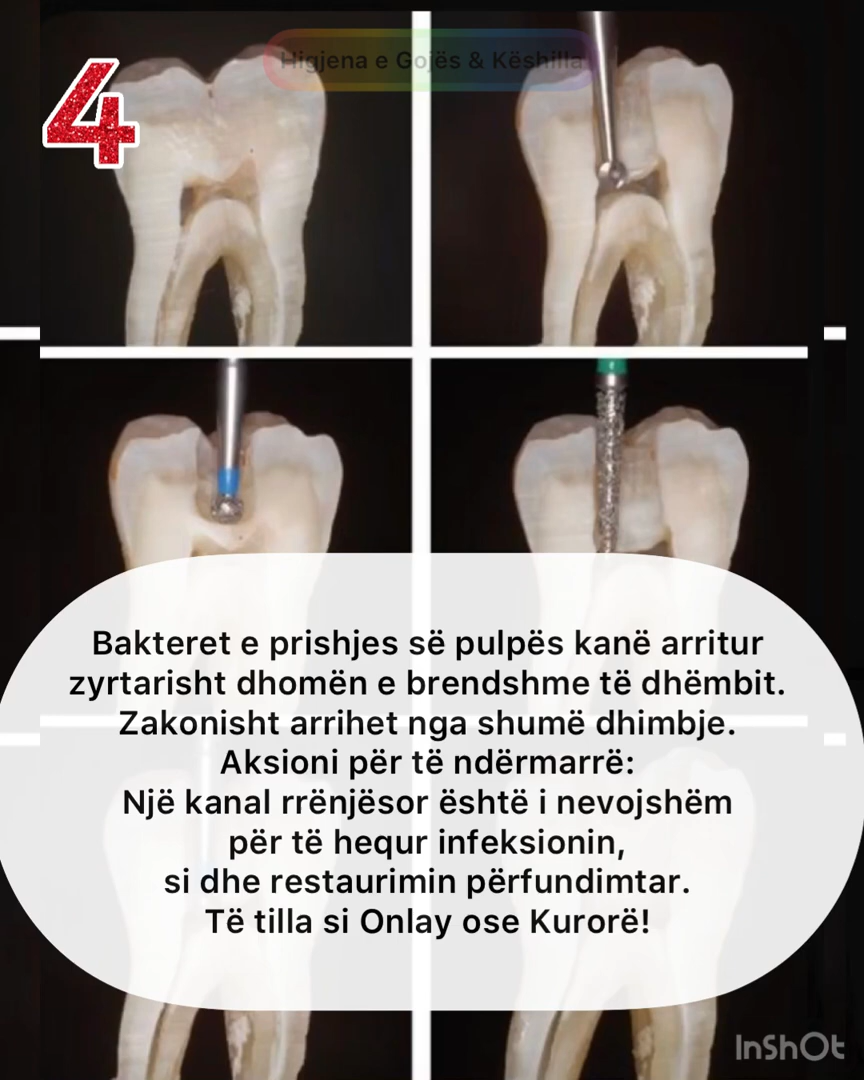 Higjena e Gojës & Këshilla
4
Bakteret e prishjes së pulpës kanë arritur
zyrtarisht dhomën e brendshme të dhëmbit.
Zakonisht arrihet nga shumë dhimbje.
Aksioni për të ndërmarrë:
Një kanal rrënjësor është i nevojshëm
për të hequr infeksionin,
si dhe restaurimin përfundimtar.
Të tilla si Onlay ose Kurorë!
InShOt